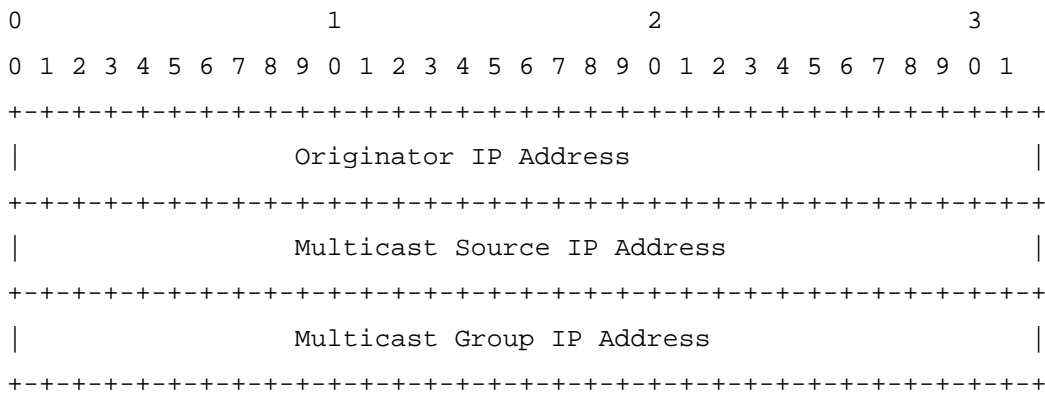 0                   1                   2                   3
0 1 2 3 4 5 6 7 8 9 0 1 2 3 4 5 6 7 8 9 0 1 2 3 4 5 6 7 8 9 0 1
+-+-+-+-+-+-+-+-+-+-+-+-+-+-+-+-+-+-+-+-+-+-+-+-+-+-+-+-+-+-+-+-+
|                 Originator IP Address                         |
+-+-+-+-+-+-+-+-+-+-+-+-+-+-+-+-+-+-+-+-+-+-+-+-+-+-+-+-+-+-+-+-+
|                 Multicast Source IP Address                   |
+-+-+-+-+-+-+-+-+-+-+-+-+-+-+-+-+-+-+-+-+-+-+-+-+-+-+-+-+-+-+-+-+
|                 Multicast Group IP Address                    |
+-+-+-+-+-+-+-+-+-+-+-+-+-+-+-+-+-+-+-+-+-+-+-+-+-+-+-+-+-+-+-+-+